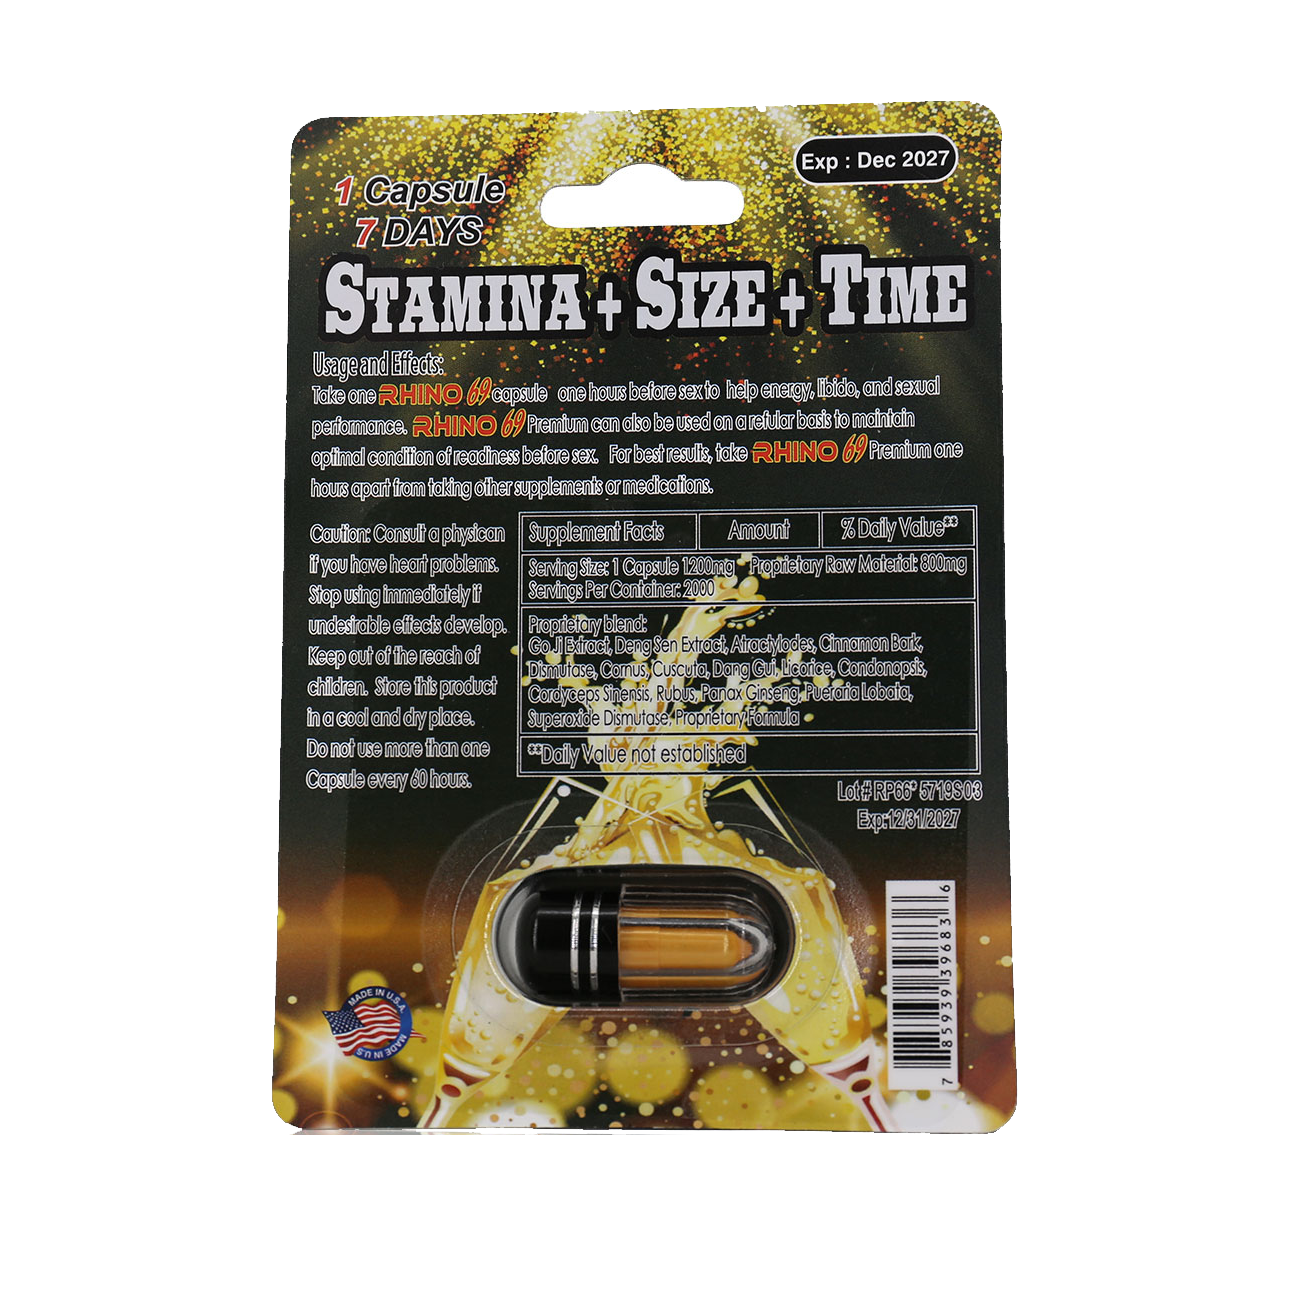 Exp : Dec 2027
1 Capsule
7 DAYS
STAMINA + SIZE + TIME
Usage and Effects:
Take one RHINO 69 capsule one hours before sex to help energy, libido, and sexual
performance. RHINO 69 Premium can also be used on a refular basis to maintain
optimal condition of readiness before sex. For best results, take RHINO 69 Premium one
hours apart from taking other supplements or medications.
Caution: Consult a physican
if you have heart problems.
Stop using immediately if
undesirable effects develop.
Keep out of the reach of
children. Store this product
in a cool and dry place.
Do not use more than one
Capsule every 60 hours.
Supplement Facts Amount % Daily Value**
Serving Size: 1 Capsule 1200mg * Proprietary Raw Material: 800mg
Servings Per Container: 2000
Proprietary blend:
Go Ji Extract, Deng Sen Extract, Atractylodes, Cinnamon Bark,
Dismutase, Cornus, Cuscuta, Dang Gui, Licorice, Condonopsis,
Cordyceps Sinensis, Rubus, Panax Ginseng, Pueraria Lobata,
Superoxide Dismutase, Proprietary Formula
**Daily Value not established
Lot # RP66* 5719S03
Exp:12/31/2027
MADE IN U.S.A.
MADE IN U.S
7 85939 39683 6